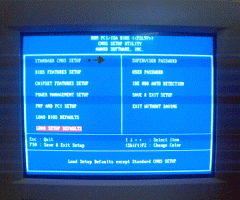 ROM PCI/ISA BIOS
CMOS SETUP UTILITY
AWARD SOFTWARE, INC.
STANDARD CMOS SETUP
SUPERVISOR PASSWORD
BIOS FEATURES SETUP
USER PASSWORD
CHIPSET FEATURES SETUP
IDE HDD AUTO DETECTION
POWER MANAGEMENT SETUP
SAVE & EXIT SETUP
PNP AND PCI SETUP
EXIT WITHOUT SAVING
LOAD BIOS DEFAULTS
LOAD SETUP DEFAULTS
Esc : Quit
: Select Item
F10 : Save & Exit Setup
(Shift)F2 : Change Color
Load Setup Defaults except Standard CMOS SETUP